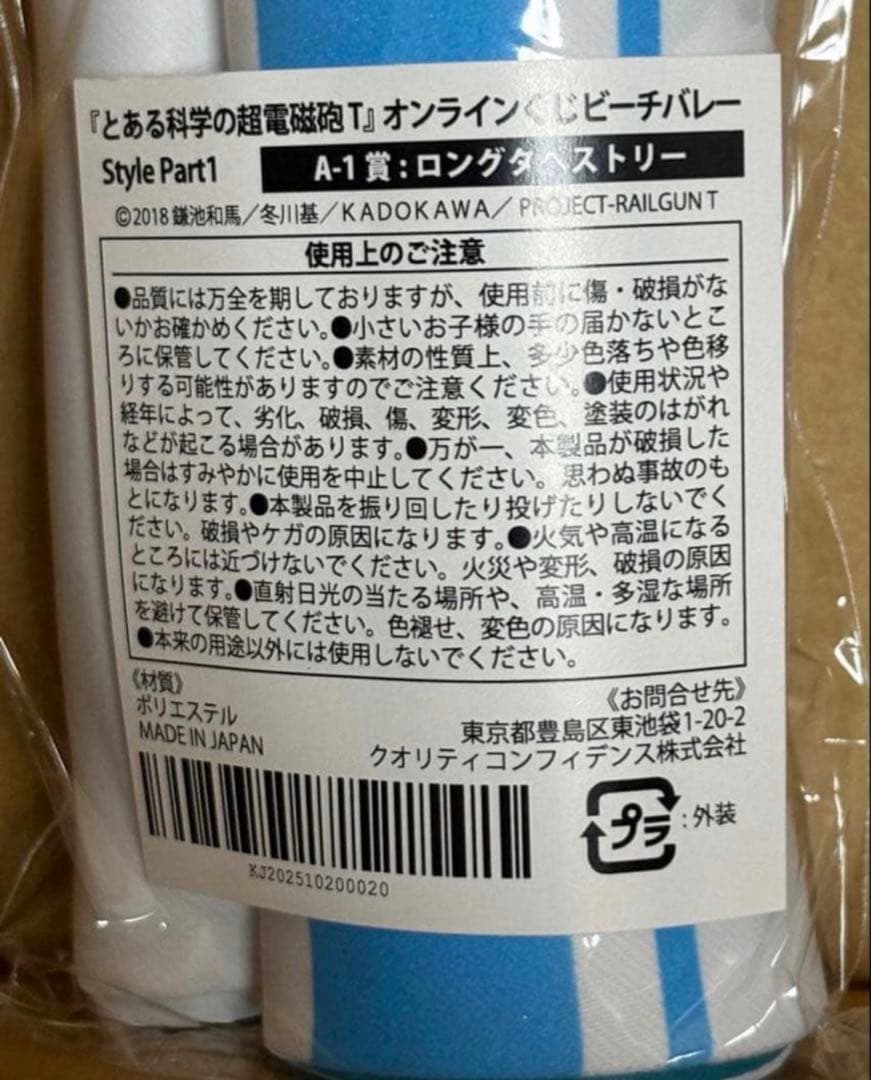 『とある科学の超電磁砲T』オンラインくじビーチバレー
Style Part1 A-1賞:ロングタペストリー
©2018 鎌池和馬/冬川基/KADOKAWA/ PROJECT-RAILGUN T
使用上のご注意
●品質には万全を期しておりますが、使用前に傷・破損がな
いかお確かめください。●小さいお子様の手の届かないとこ
ろに保管してください。●素材の性質上、多少色落ちや色移
りする可能性がありますのでご注意ください。●使用状況や
経年によって、劣化、破損、傷、変形、変色、塗装のはがれ
などが起こる場合があります。●万が一、本製品が破損した
場合はすみやかに使用を中止してください。思わぬ事故のも
とになります。●本製品を振り回したり投げたりしないでく
ださい。破損やケガの原因になります。●火気や高温になる
ところには近づけないでください。火災や変形、破損の原因
になります。●直射日光の当たる場所や、高温・多湿な場所
を避けて保管してください。色褪せ、変色の原因になります。
●本来の用途以外には使用しないでください。
《材質》
ポリエステル
MADE IN JAPAN
《お問合せ先》
東京都豊島区東池袋1-20-2
クオリティコンフィデンス株式会社
KJ202510200020
プラ:外装